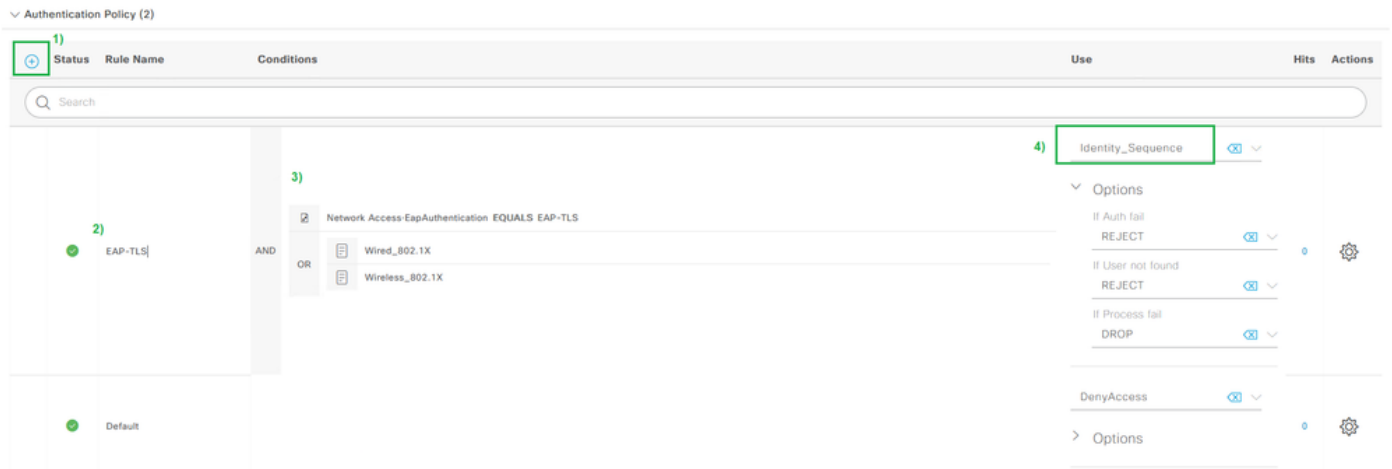 Authentication Policy (2)
1)
Status Rule Name Conditions Use Hits Actions
Search
4) Identity_Sequence
3)
Options
Network Access·EapAuthentication EQUALS EAP-TLS
If Auth fail
2)
REJECT
EAP-TLS AND OR Wired_802.1X 0
If User not found
Wireless_802.1X
REJECT
If Process fail
DROP
DenyAccess
Default 0
Options